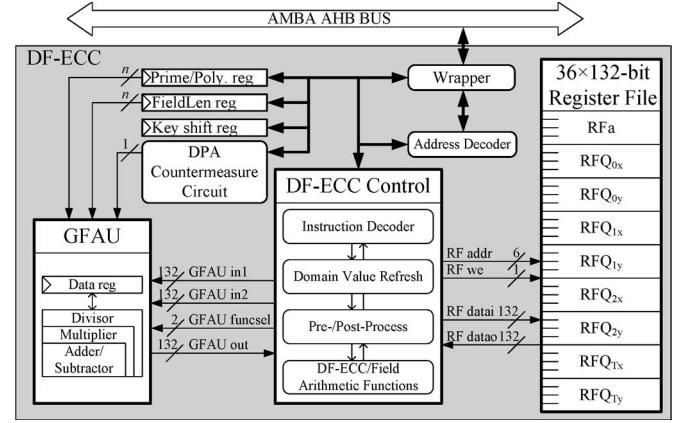 AMBA AHB BUS
DF-ECC
n
Prime/Poly. reg
n
FieldLen reg
Key shift reg
1
DPA
Countermeasure
Circuit
Wrapper
Address Decoder
36×132-bit
Register File
RFa
RFQ0x
RFQ0y
RFQ1x
RFQ1y
RFQ2x
RFQ2y
RFQTx
RFQTy
GFAU
Data reg
Divisor
Multiplier
Adder/
Subtractor
132 GFAU in1
132 GFAU in2
2 GFAU funcsel
132 GFAU out
DF-ECC Control
Instruction Decoder
Domain Value Refresh
Pre-/Post-Process
DF-ECC/Field
Arithmetic Functions
RF addr 6
RF we 1
RF datai 132
RF datao 132